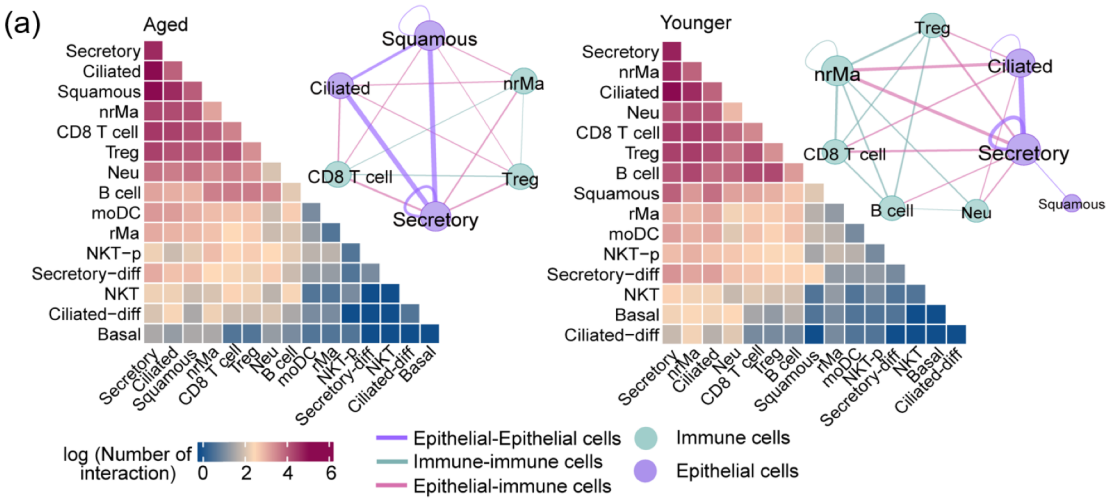 (a)
Aged
Secretory
Ciliated
Squamous
nrMa
CD8 T cell
Treg
Neu
B cell
moDC
rMa
NKT-p
Secretory-diff
NKT
Ciliated-diff
Basal
Secretory
Ciliated
Squamous
nrMa
CD8 T cell
Treg
Neu
B cell
moDC
rMa
NKT-p
Secretory-diff
NKT
Ciliated-diff
Basal
Squamous
Ciliated
nrMa
CD8 T cell
Treg
Secretory
Younger
Secretory
nrMa
Ciliated
Neu
CD8 T cell
Treg
B cell
Squamous
rMa
moDC
NKT-p
Secretory-diff
NKT
Basal
Ciliated-diff
Secretory
nrMa
Ciliated
Neu
CD8 T cell
Treg
B cell
Squamous
rMa
moDC
NKT-p
Secretory-diff
NKT
Basal
Ciliated-diff
Treg
nrMa
Ciliated
CD8 T cell
Secretory
B cell
Neu
Squamous
log (Number of
interaction)
0 2 4 6
Epithelial-Epithelial cells
Immune-immune cells
Epithelial-immune cells
Immune cells
Epithelial cells